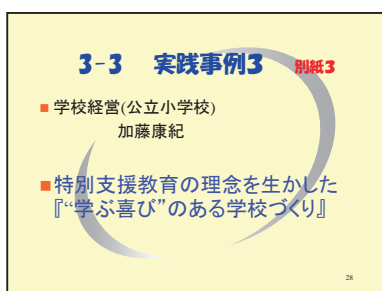 3-3　実践事例3　別紙3
■学校経営(公立小学校)
加藤康紀
■特別支援教育の理念を生かした
『“学ぶ喜び”のある学校づくり』
28